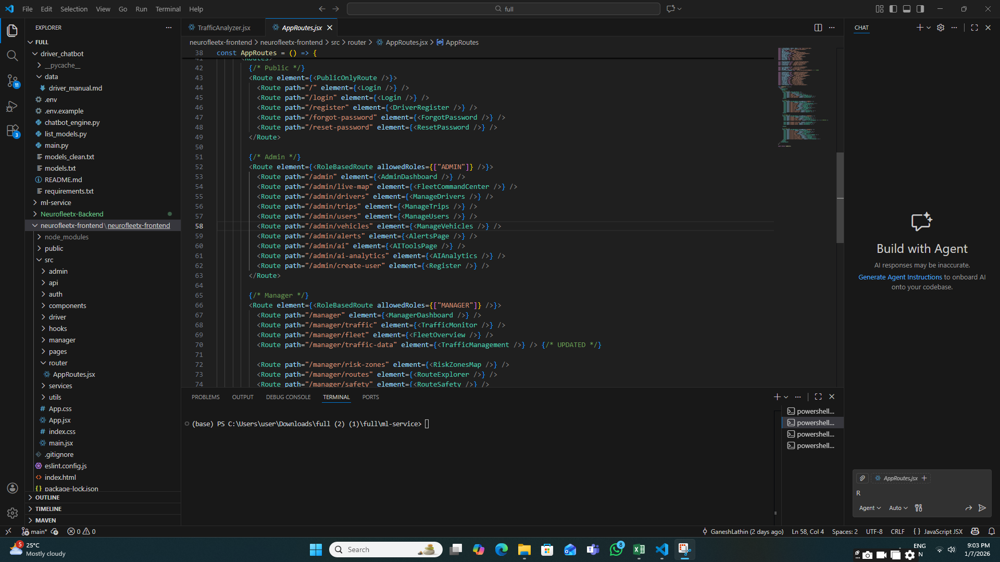 File Edit Selection View Go Run Terminal Help
full
EXPLORER
FULL
driver_chatbot
__pycache__
data
driver_manual.md
.env
.env.example
chatbot_engine.py
list_models.py
main.py
models_clean.txt
models.txt
README.md
requirements.txt
ml-service
Neurofleetx-Backend
neurofleetx-frontend\neurofleetx-frontend
node_modules
public
src
admin
api
auth
components
driver
hooks
manager
pages
router
AppRoutes.jsx
services
utils
App.css
App.jsx
index.css
main.jsx
.gitignore
eslint.config.js
index.html
package-lock.json
OUTLINE
TIMELINE
MAVEN
11
3
TrafficAnalyzer.jsx AppRoutes.jsx
neurofleetx-frontend > neurofleetx-frontend > src > router > AppRoutes.jsx > AppRoutes
38 const AppRoutes = () => {
41 <Routes>
42 {/* Public */}
43 <Route element={<PublicOnlyRoute />}>
44 <Route path="/" element={<Login />} />
45 <Route path="/login" element={<Login />} />
46 <Route path="/register" element={<DriverRegister />} />
47 <Route path="/forgot-password" element={<ForgotPassword />} />
48 <Route path="/reset-password" element={<ResetPassword />} />
49 </Route>
50
51 {/* Admin */}
52 <Route element={<RoleBasedRoute allowedRoles={["ADMIN"]} />}>
53 <Route path="/admin" element={<AdminDashboard />} />
54 <Route path="/admin/live-map" element={<FleetCommandCenter />} />
55 <Route path="/admin/drivers" element={<ManageDrivers />} />
56 <Route path="/admin/trips" element={<ManageTrips />} />
57 <Route path="/admin/users" element={<ManageUsers />} />
58 <Route path="/admin/vehicles" element={<ManageVehicles />} />
59 <Route path="/admin/alerts" element={<AlertsPage />} />
60 <Route path="/admin/ai" element={<AIToolsPage />} />
61 <Route path="/admin/ai-analytics" element={<AIAnalytics />} />
62 <Route path="/admin/create-user" element={<Register />} />
63 </Route>
64
65 {/* Manager */}
66 <Route element={<RoleBasedRoute allowedRoles={["MANAGER"]} />}>
67 <Route path="/manager" element={<ManagerDashboard />} />
68 <Route path="/manager/traffic" element={<TrafficMonitor />} />
69 <Route path="/manager/fleet" element={<FleetOverview />} />
70 <Route path="/manager/traffic-data" element={<TrafficManagement />} /> {/* UPDATED */}
71
72 <Route path="/manager/risk-zones" element={<RiskZonesMap />} />
73 <Route path="/manager/routes" element={<RouteExplorer />} />
74 <Route path="/manager/safety" element={<RouteSafety />} />
PROBLEMS OUTPUT DEBUG CONSOLE TERMINAL PORTS
(base) PS C:\Users\user\Downloads\full (2) (1)\full\ml-service>
powershell...
powershell...
powershell...
powershell...
CHAT
Build with Agent
AI responses may be inaccurate.
Generate Agent Instructions to onboard AI
onto your codebase.
AppRoutes.jsx
R
Agent Auto
main* 0 0
GaneshLathin (2 days ago) Ln 58, Col 4 Spaces: 2 UTF-8 CRLF {} JavaScript JSX
5
25°C
Mostly cloudy
Search
8
ENG
N
9:03 PM
1/7/2026